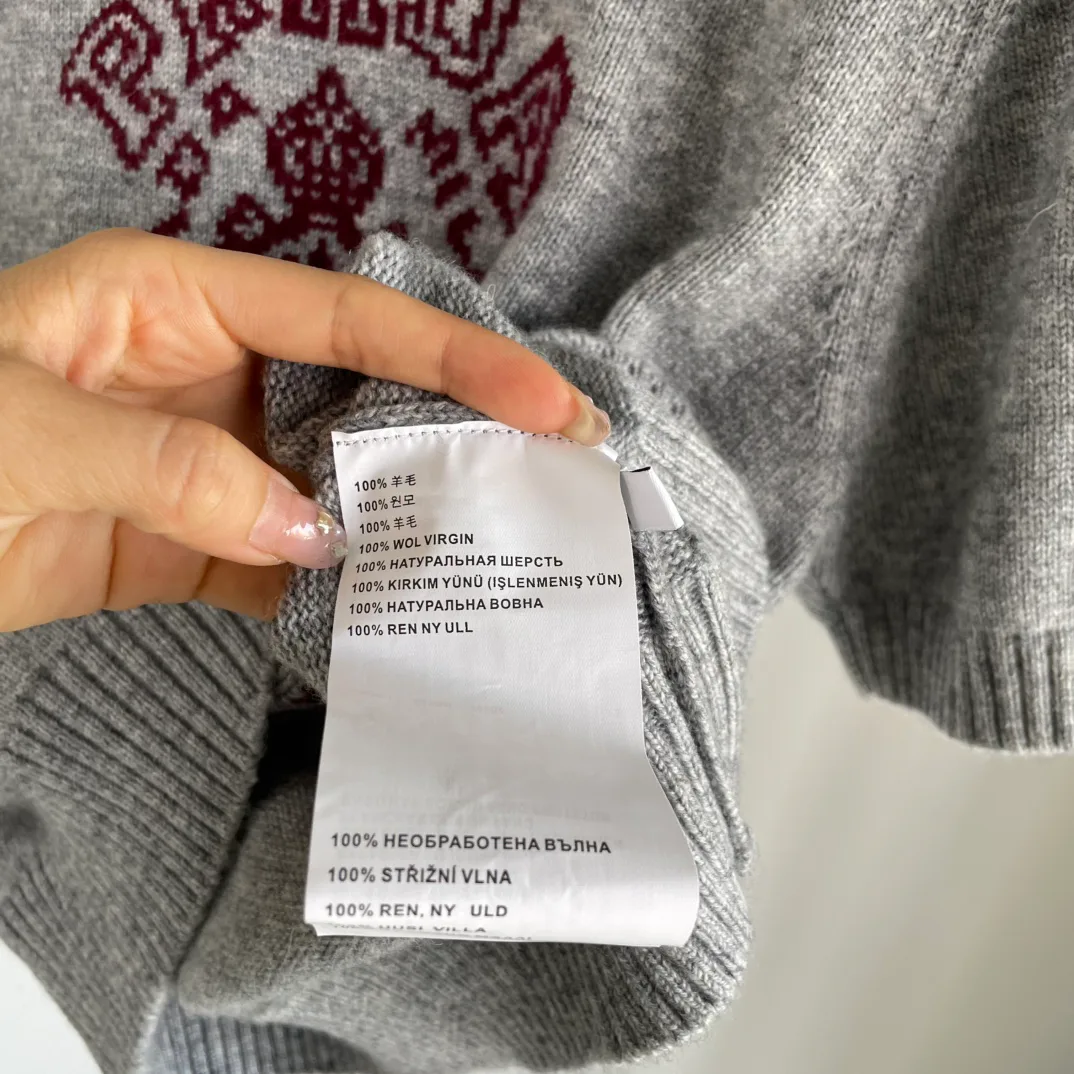 100% 羊毛
100% 원모
100% 羊毛
100% WOL VIRGIN
100% НАТУРАЛЬНАЯ ШЕРСТЬ
100% KIRKIM YÜNÜ (IŞLENMENIŞ YÜN)
100% НАТУРАЛЬНА ВОВНА
100% REN NY ULL
100% НЕОБРАБОТЕНА ВЪЛНА
100% STŘIŽNÍ VLNA
100% REN, NY ULD